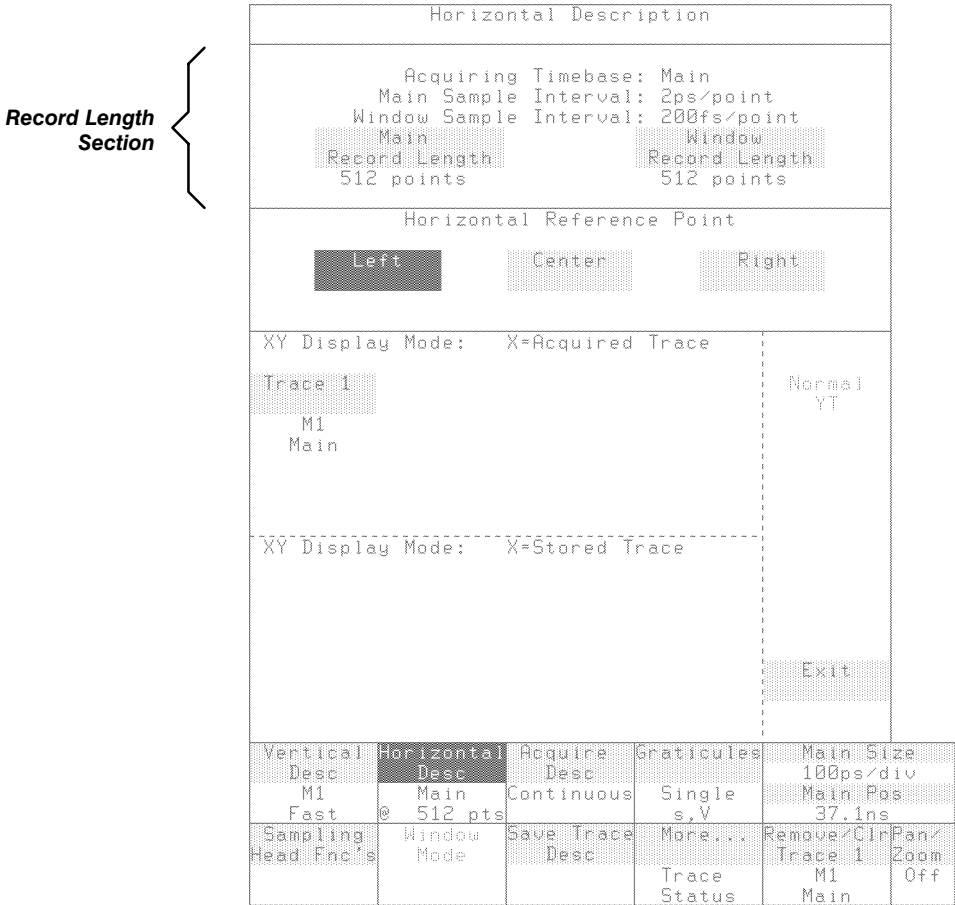 Horizontal Description
Record Length
Section
Acquiring Timebase: Main
Main Sample Interval: 2ps/point
Window Sample Interval: 200fs/point
Main Window
Record Length Record Length
512 points 512 points
Horizontal Reference Point
Left Center Right
XY Display Mode: X=Acquired Trace
Trace 1 Normal
YT
M1
Main
XY Display Mode: X=Stored Trace
Exit
Vertical Horizontal Acquire Graticules Main Size
Desc Desc Desc 100ps/div
M1 Main Continuous Single Main Pos
Fast @ 512 pts s,V 37.1ns
Sampling Window Save Trace More... Remove/Clr Pan/
Head Fnc's Mode Desc Trace 1 Zoom
Trace M1 Off
Status Main